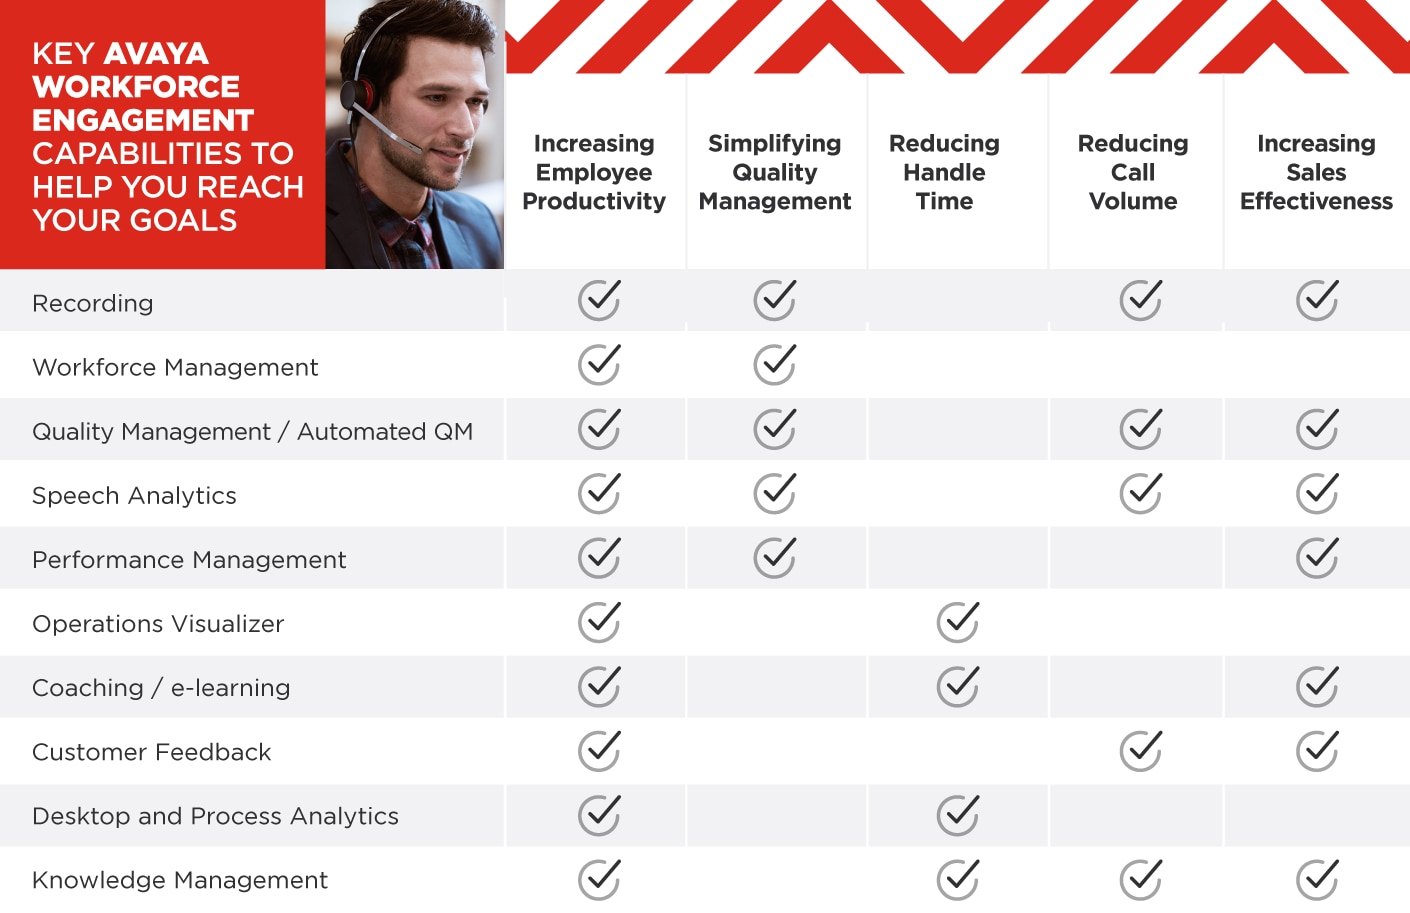 KEY AVAYA
WORKFORCE
ENGAGEMENT
CAPABILITIES TO
HELP YOU REACH
YOUR GOALS
Increasing
Employee
Productivity
Simplifying
Quality
Management
Reducing
Handle
Time
Reducing
Call
Volume
Increasing
Sales
Effectiveness
Recording
Workforce Management
Quality Management / Automated QM
Speech Analytics
Performance Management
Operations Visualizer
Coaching / e-learning
Customer Feedback
Desktop and Process Analytics
Knowledge Management